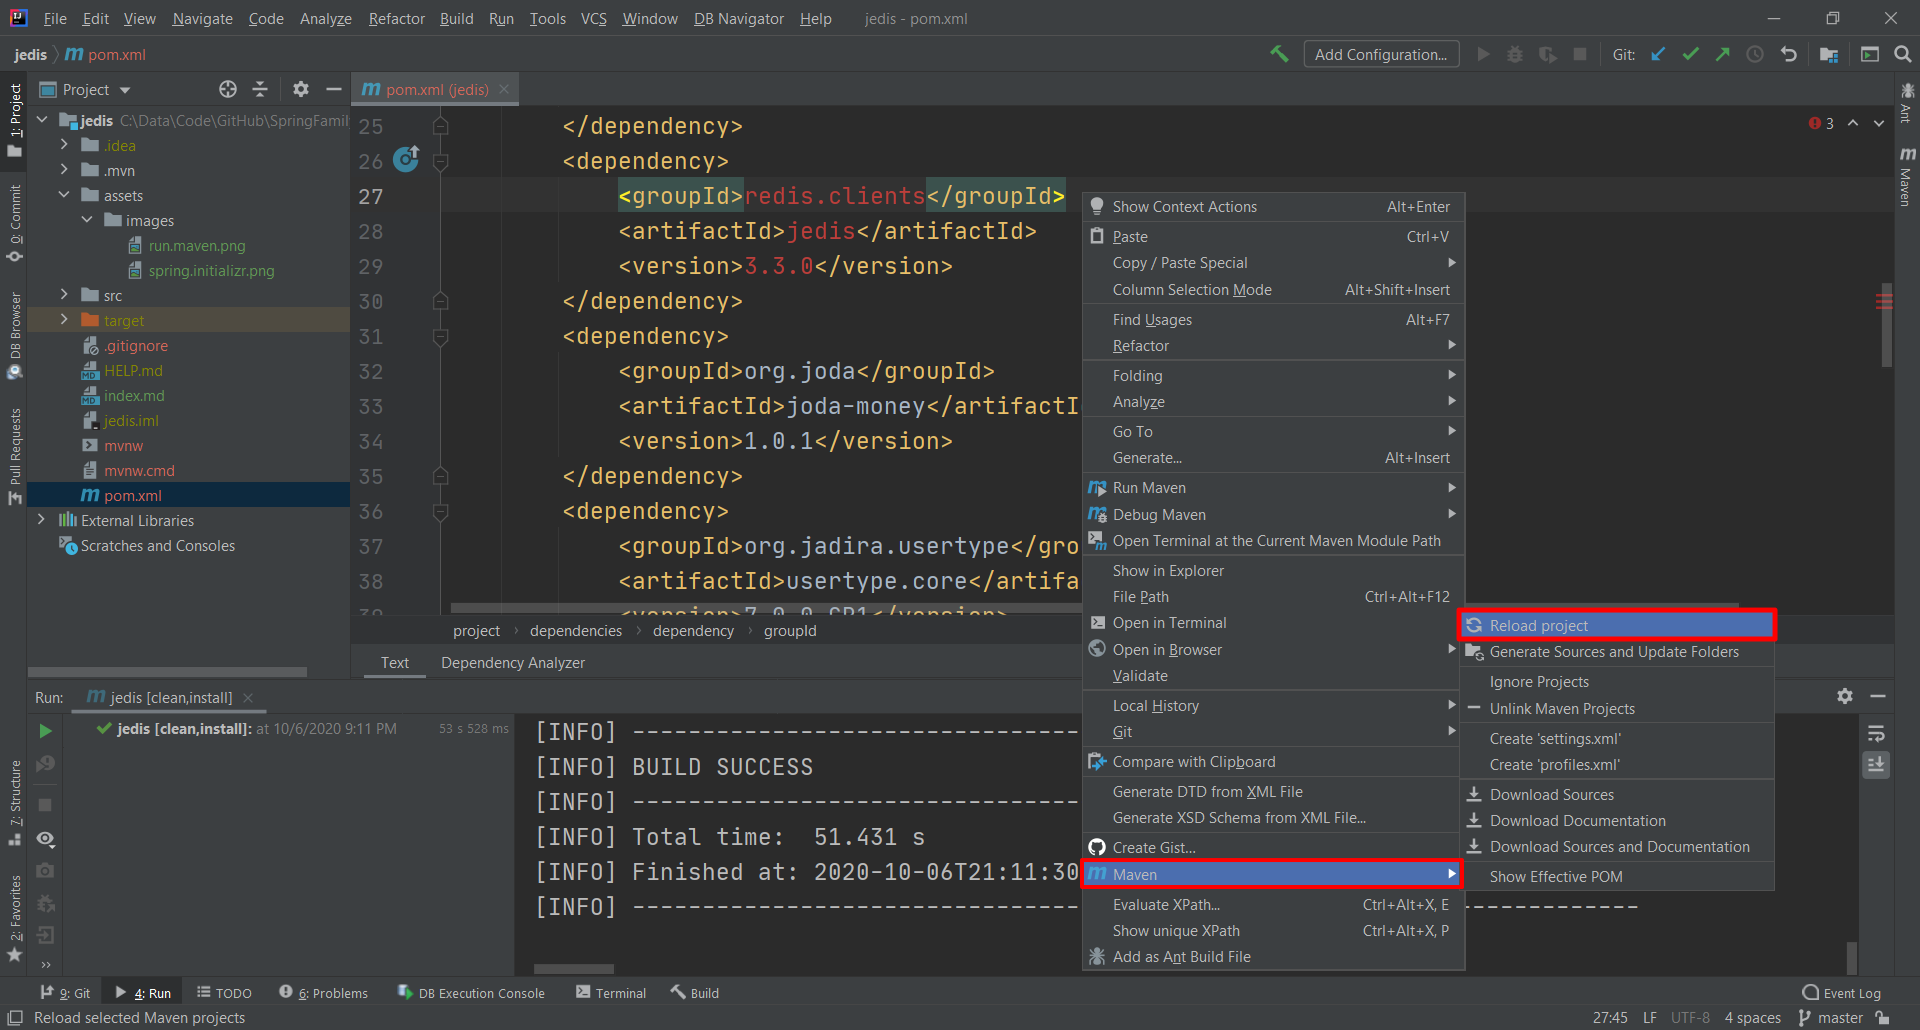 File Edit View Navigate Code Analyze Refactor Build Run Tools VCS Window DB Navigator Help jedis - pom.xml
jedis m pom.xml
Add Configuration...
Git:
1: Project
0: Commit
DB Browser
Pull Requests
7: Structure
2: Favorites
Project
jedis C:\Data\Code\GitHub\SpringFamil
.idea
.mvn
assets
images
run.maven.png
spring.initializr.png
src
target
.gitignore
HELP.md
index.md
jedis.iml
mvnw
mvnw.cmd
m pom.xml
External Libraries
Scratches and Consoles
m pom.xml (jedis)
3
25 </dependency>
26 <dependency>
27 <groupId>redis.clients</groupId>
28 <artifactId>jedis</artifactId>
29 <version>3.3.0</version>
30 </dependency>
31 <dependency>
32 <groupId>org.joda</groupId>
33 <artifactId>joda-money</artifactI
34 <version>1.0.1</version>
35 </dependency>
36 <dependency>
37 <groupId>org.jadira.usertype</gro
38 <artifactId>usertype.core</artifa
project dependencies dependency groupId
Text Dependency Analyzer
Ant
m Maven
Show Context Actions Alt+Enter
Paste Ctrl+V
Copy / Paste Special
Column Selection Mode Alt+Shift+Insert
Find Usages Alt+F7
Refactor
Folding
Analyze
Go To
Generate... Alt+Insert
Run Maven
Debug Maven
Open Terminal at the Current Maven Module Path
Show in Explorer
File Path Ctrl+Alt+F12
Open in Terminal
Open in Browser
Validate
Local History
Git
Compare with Clipboard
Generate DTD from XML File
Generate XSD Schema from XML File...
Create Gist...
m Maven
Evaluate XPath... Ctrl+Alt+X, E
Show unique XPath Ctrl+Alt+X, P
Add as Ant Build File
Reload project
Generate Sources and Update Folders
Ignore Projects
Unlink Maven Projects
Create 'settings.xml'
Create 'profiles.xml'
Download Sources
Download Documentation
Download Sources and Documentation
Show Effective POM
Run: m jedis [clean,install]
jedis [clean,install]: at 10/6/2020 9:11 PM 53 s 528 ms
[INFO] --------------------------------
[INFO] BUILD SUCCESS
[INFO] --------------------------------
[INFO] Total time:  51.431 s
[INFO] Finished at: 2020-10-06T21:11:30
[INFO] ------------------------------------------------------------------------
9: Git 4: Run TODO 6: Problems DB Execution Console Terminal Build Event Log
Reload selected Maven projects 27:45 LF UTF-8 4 spaces master